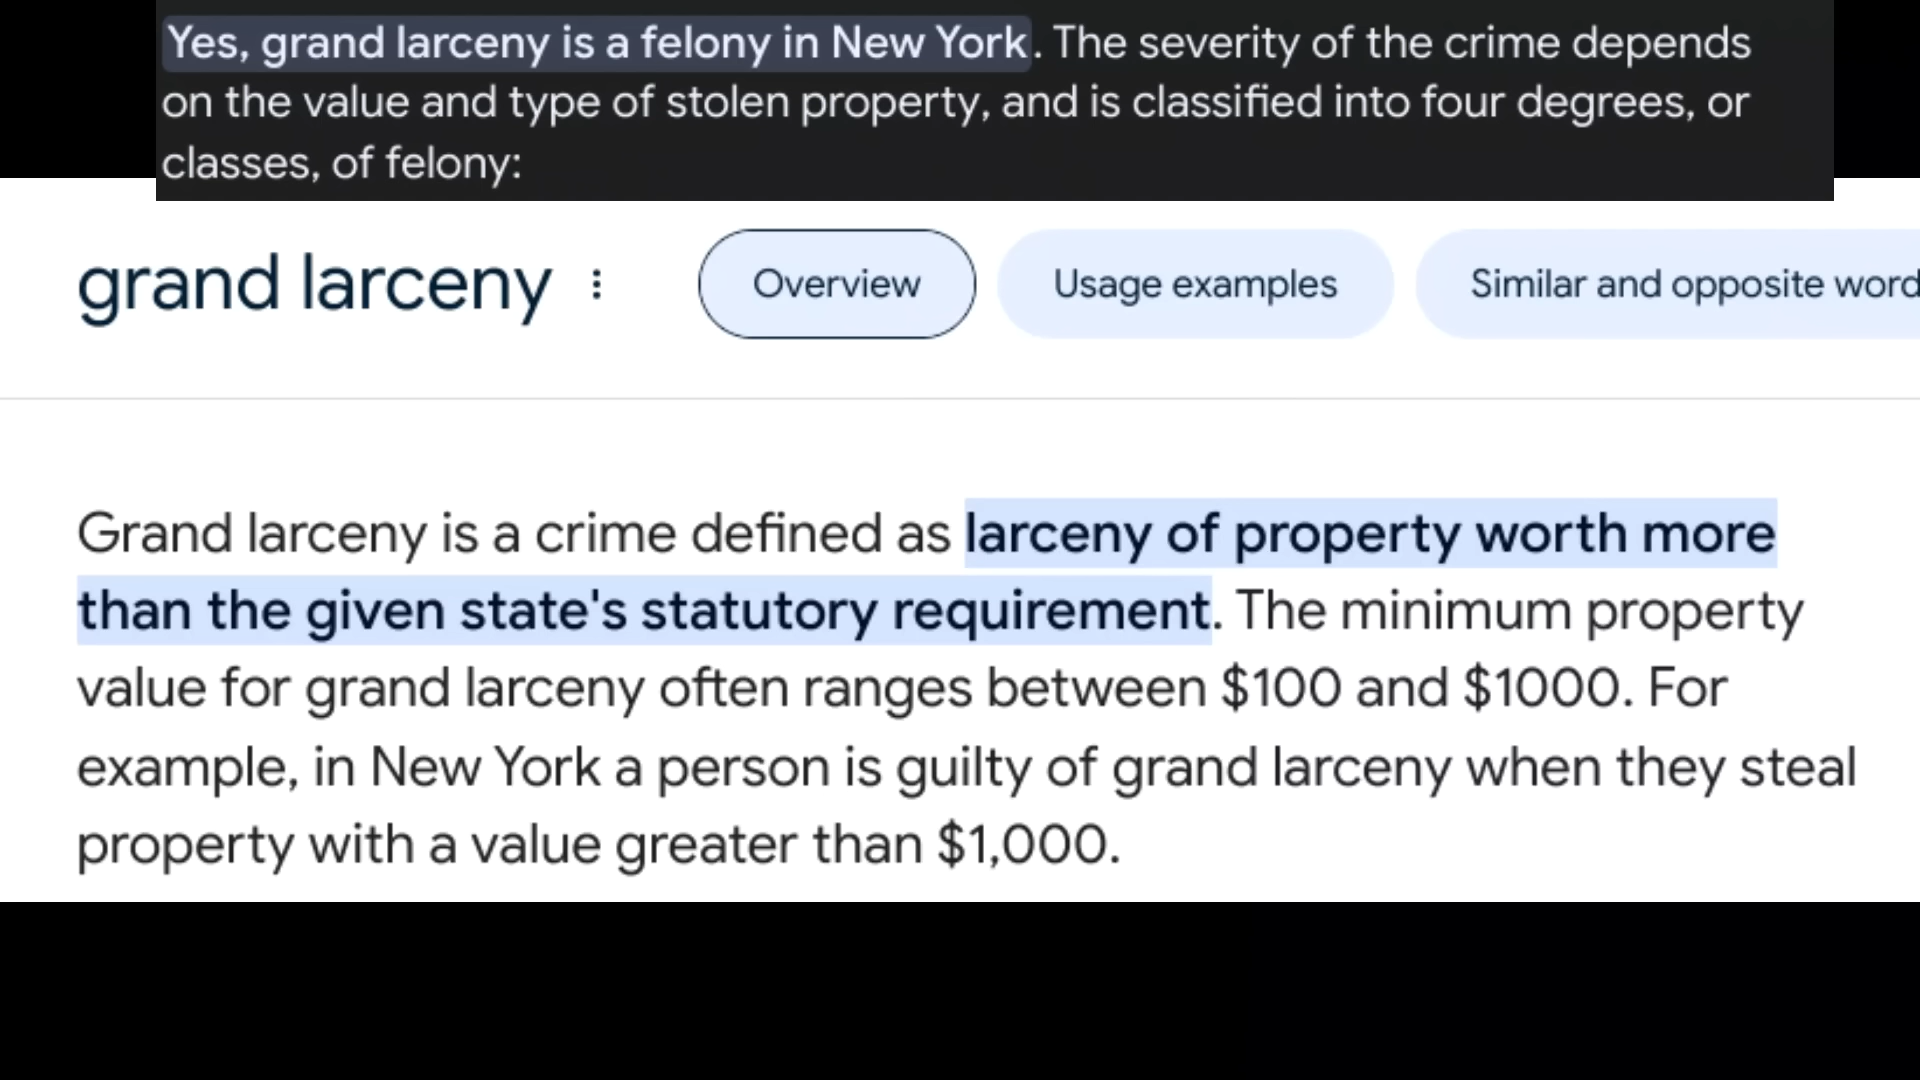 Yes, grand larceny is a felony in New York. The severity of the crime depends
on the value and type of stolen property, and is classified into four degrees, or
classes, of felony:
grand larceny
Overview
Usage examples
Similar and opposite word
Grand larceny is a crime defined as larceny of property worth more
than the given state's statutory requirement. The minimum property
value for grand larceny often ranges between $100 and $1000. For
example, in New York a person is guilty of grand larceny when they steal
property with a value greater than $1,000.